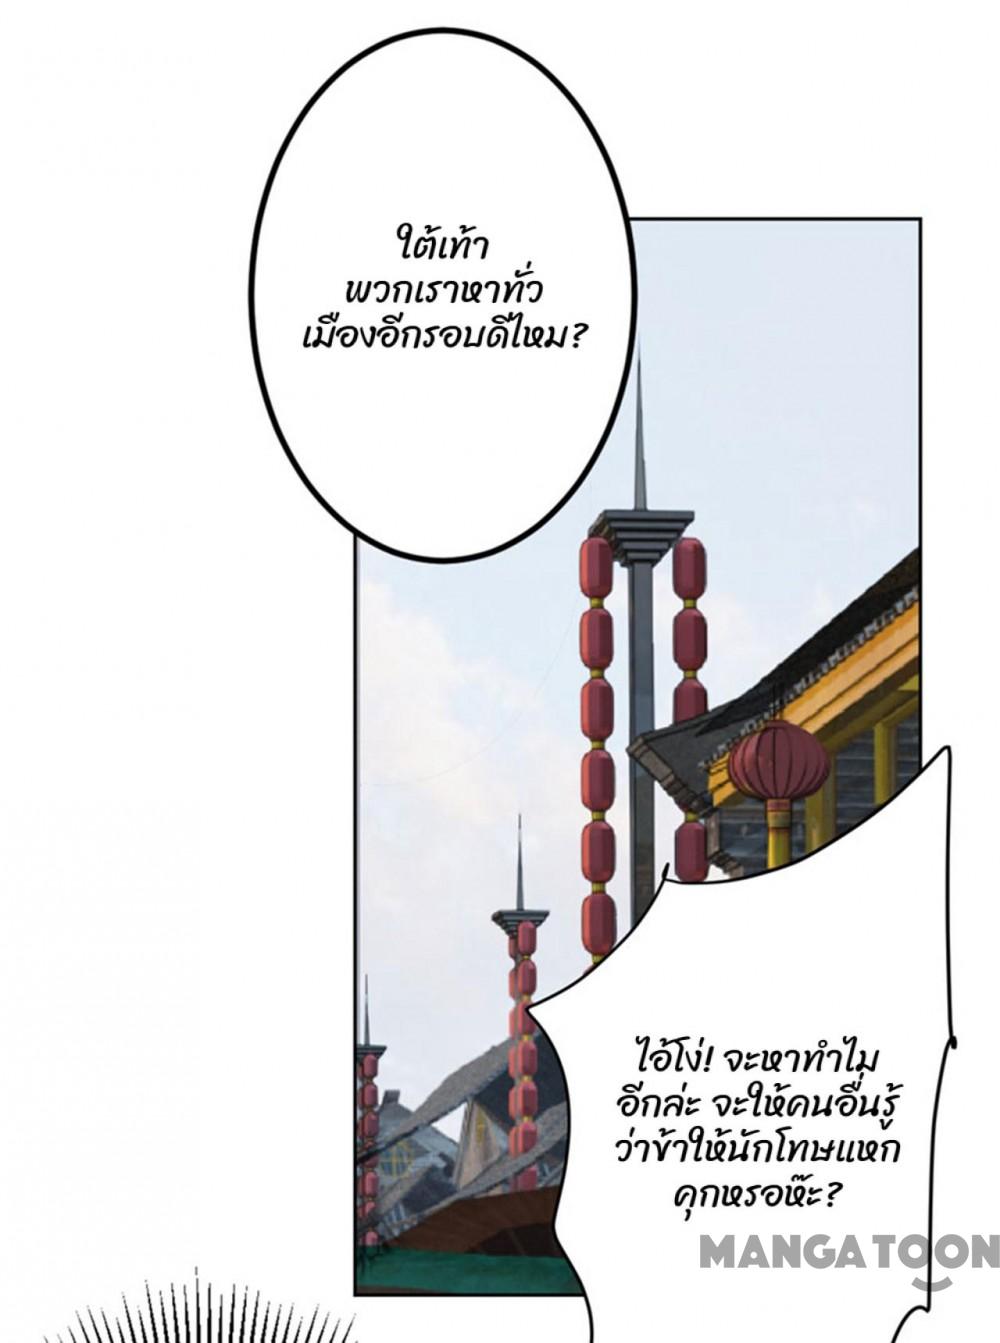 ใต้เท้า
พวกเราหาทั่ว
เมืองอีกรอบดีไหม?
ไอ้โง่! จะหาทำไม
อีกล่ะ จะให้คนอื่นรู้
ว่าข้าให้นักโทษแหก
คุกหรอห๊ะ?
MANGATOON